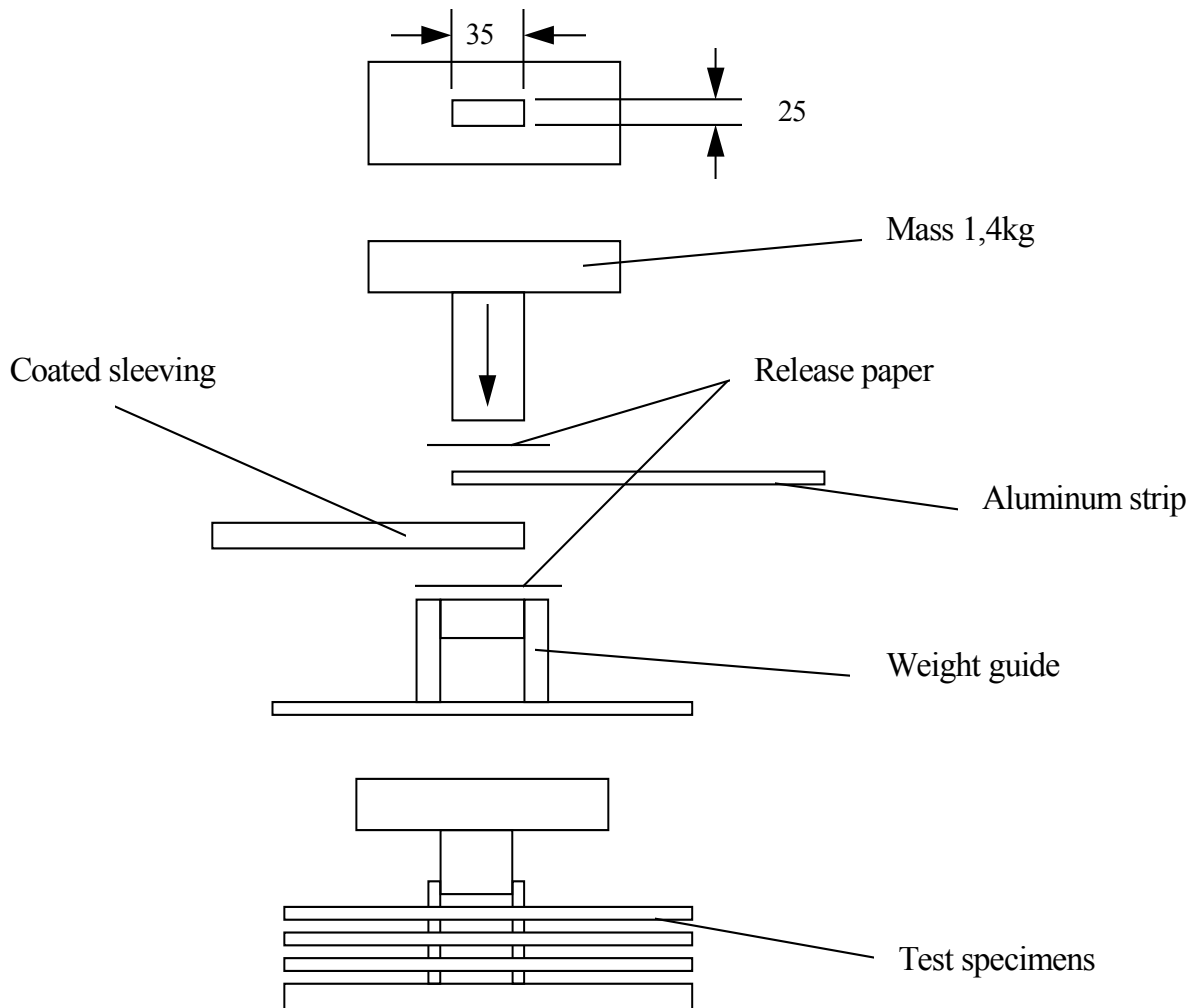 35
25
Mass 1,4kg
Coated sleeving
Release paper
Aluminum strip
Weight guide
Test specimens